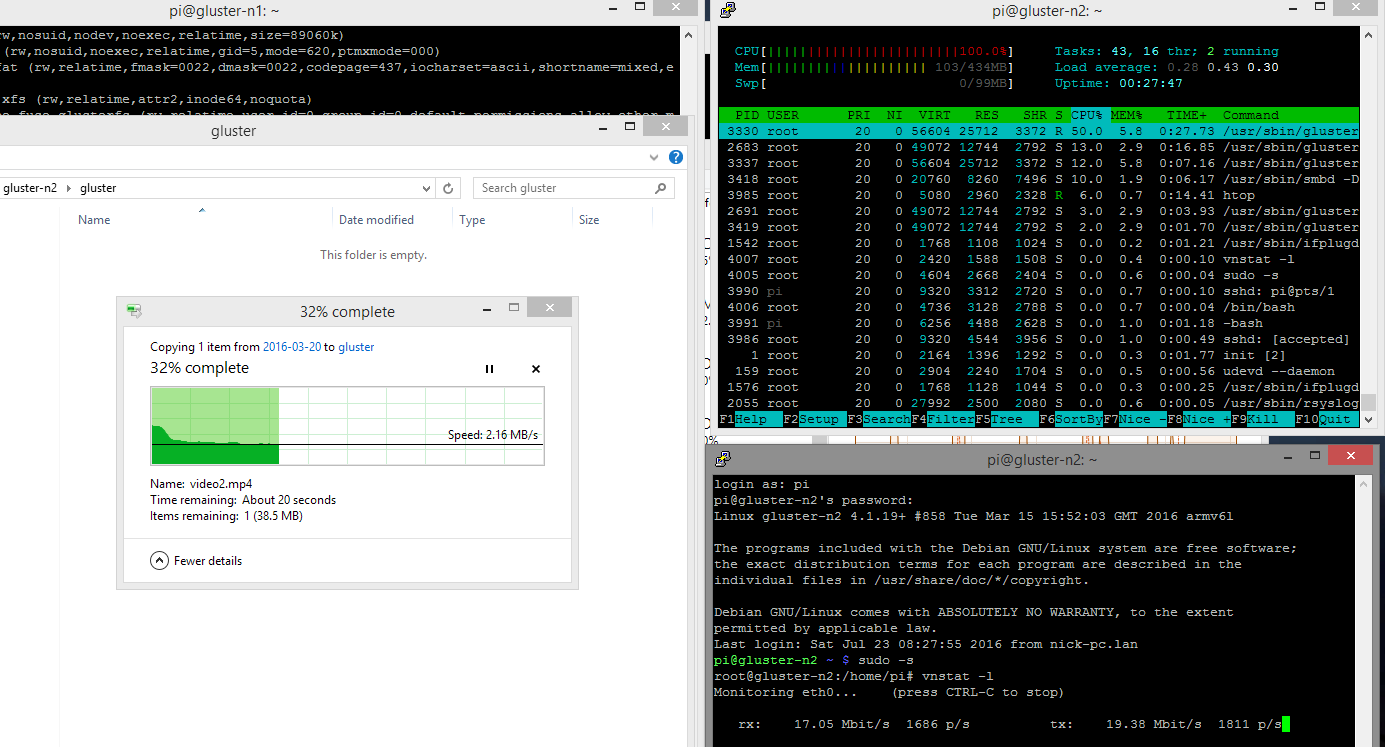 pi@gluster-n1: ~
rw,nosuid,nodev,noexec,relatime,size=89060k)
(rw,nosuid,noexec,relatime,gid=5,mode=620,ptmxmode=000)
fat (rw,relatime,fmask=0022,dmask=0022,codepage=437,iocharset=ascii,shortname=mixed,e
xfs (rw,relatime,attr2,inode64,noquota)
gluster
gluster-n2 gluster
Search gluster
Name Date modified Type Size
This folder is empty.
32% complete
Copying 1 item from 2016-03-20 to gluster
32% complete
Speed: 2.16 MB/s
Name: video2.mp4
Time remaining: About 20 seconds
Items remaining: 1 (38.5 MB)
Fewer details
pi@gluster-n2: ~
CPU[||||||||||||||||||||||||100.0%] Tasks: 43, 16 thr; 2 running
Mem[|||||||||||||||||||| 103/434MB] Load average: 0.28 0.43 0.30
Swp[ 0/99MB] Uptime: 00:27:47
PID USER PRI NI VIRT RES SHR S CPU% MEM% TIME+ Command
3330 root 20 0 56604 25712 3372 R 50.0 5.8 0:27.73 /usr/sbin/gluster
2683 root 20 0 49072 12744 2792 S 13.0 2.9 0:16.85 /usr/sbin/gluster
3337 root 20 0 56604 25712 3372 S 12.0 5.8 0:07.16 /usr/sbin/gluster
3418 root 20 0 20760 8260 7496 S 10.0 1.9 0:06.17 /usr/sbin/smbd -D
3985 root 20 0 5080 2960 2328 R 6.0 0.7 0:14.41 htop
2691 root 20 0 49072 12744 2792 S 3.0 2.9 0:03.93 /usr/sbin/gluster
3419 root 20 0 49072 12744 2792 S 2.0 2.9 0:01.70 /usr/sbin/gluster
1542 root 20 0 1768 1108 1024 S 0.0 0.2 0:01.21 /usr/sbin/ifplugd
4007 root 20 0 2420 1588 1508 S 0.0 0.4 0:00.10 vnstat -l
4005 root 20 0 4604 2668 2404 S 0.0 0.6 0:00.04 sudo -s
3990 pi 20 0 9320 3312 2720 S 0.0 0.7 0:00.10 sshd: pi@pts/1
4006 root 20 0 4736 3128 2788 S 0.0 0.7 0:00.04 /bin/bash
3991 pi 20 0 6256 4488 2628 S 0.0 1.0 0:01.18 -bash
3986 root 20 0 9320 4544 3956 S 0.0 1.0 0:00.49 sshd: [accepted]
1 root 20 0 2164 1396 1292 S 0.0 0.3 0:01.77 init [2]
159 root 20 0 2904 2240 1704 S 0.0 0.5 0:00.56 udevd --daemon
1576 root 20 0 1768 1128 1044 S 0.0 0.3 0:00.25 /usr/sbin/ifplugd
2055 root 20 0 27992 2500 2080 S 0.0 0.6 0:00.05 /usr/sbin/rsyslog
F1Help F2Setup F3SearchF4FilterF5Tree F6SortByF7Nice -F8Nice +F9Kill F10Quit
pi@gluster-n2: ~
login as: pi
pi@gluster-n2's password:
Linux gluster-n2 4.1.19+ #858 Tue Mar 15 15:52:03 GMT 2016 armv6l
The programs included with the Debian GNU/Linux system are free software;
the exact distribution terms for each program are described in the
individual files in /usr/share/doc/*/copyright.
Debian GNU/Linux comes with ABSOLUTELY NO WARRANTY, to the extent
permitted by applicable law.
Last login: Sat Jul 23 08:27:55 2016 from nick-pc.lan
pi@gluster-n2 ~ $ sudo -s
root@gluster-n2:/home/pi# vnstat -l
Monitoring eth0... (press CTRL-C to stop)
rx: 17.05 Mbit/s 1686 p/s tx: 19.38 Mbit/s 1811 p/s